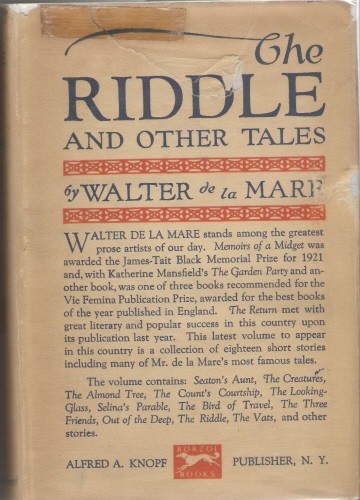 The
RIDDLE
AND OTHER TALES
by WALTER de la MARE
WALTER DE LA MARE stands among the greatest
prose artists of our day. Memoirs of a Midget was
awarded the James-Tait Black Memorial Prize for 1921
and, with Katherine Mansfield's The Garden Party and an-
other book, was one of three books recommended for the
Vie Femina Publication Prize, awarded for the best books
of the year published in England. The Return met with
great literary and popular success in this country upon
its publication last year. This latest volume to appear
in this country is a collection of eighteen short stories
including many of Mr. de la Mare's most famous tales.
The volume contains: Seaton's Aunt, The Creatures,
The Almond Tree, The Count's Courtship, The Looking-
Glass, Selina's Parable, The Bird of Travel, The Three
Friends, Out of the Deep, The Riddle, The Vats, and other
stories.
ALFRED A. KNOPF BORZOI BOOKS PUBLISHER, N. Y.